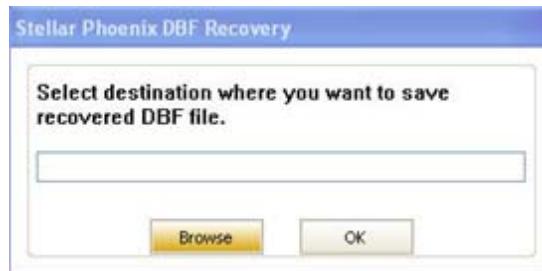 Stellar Phoenix DBF Recovery
Select destination where you want to save
recovered DBF file.
Browse
OK